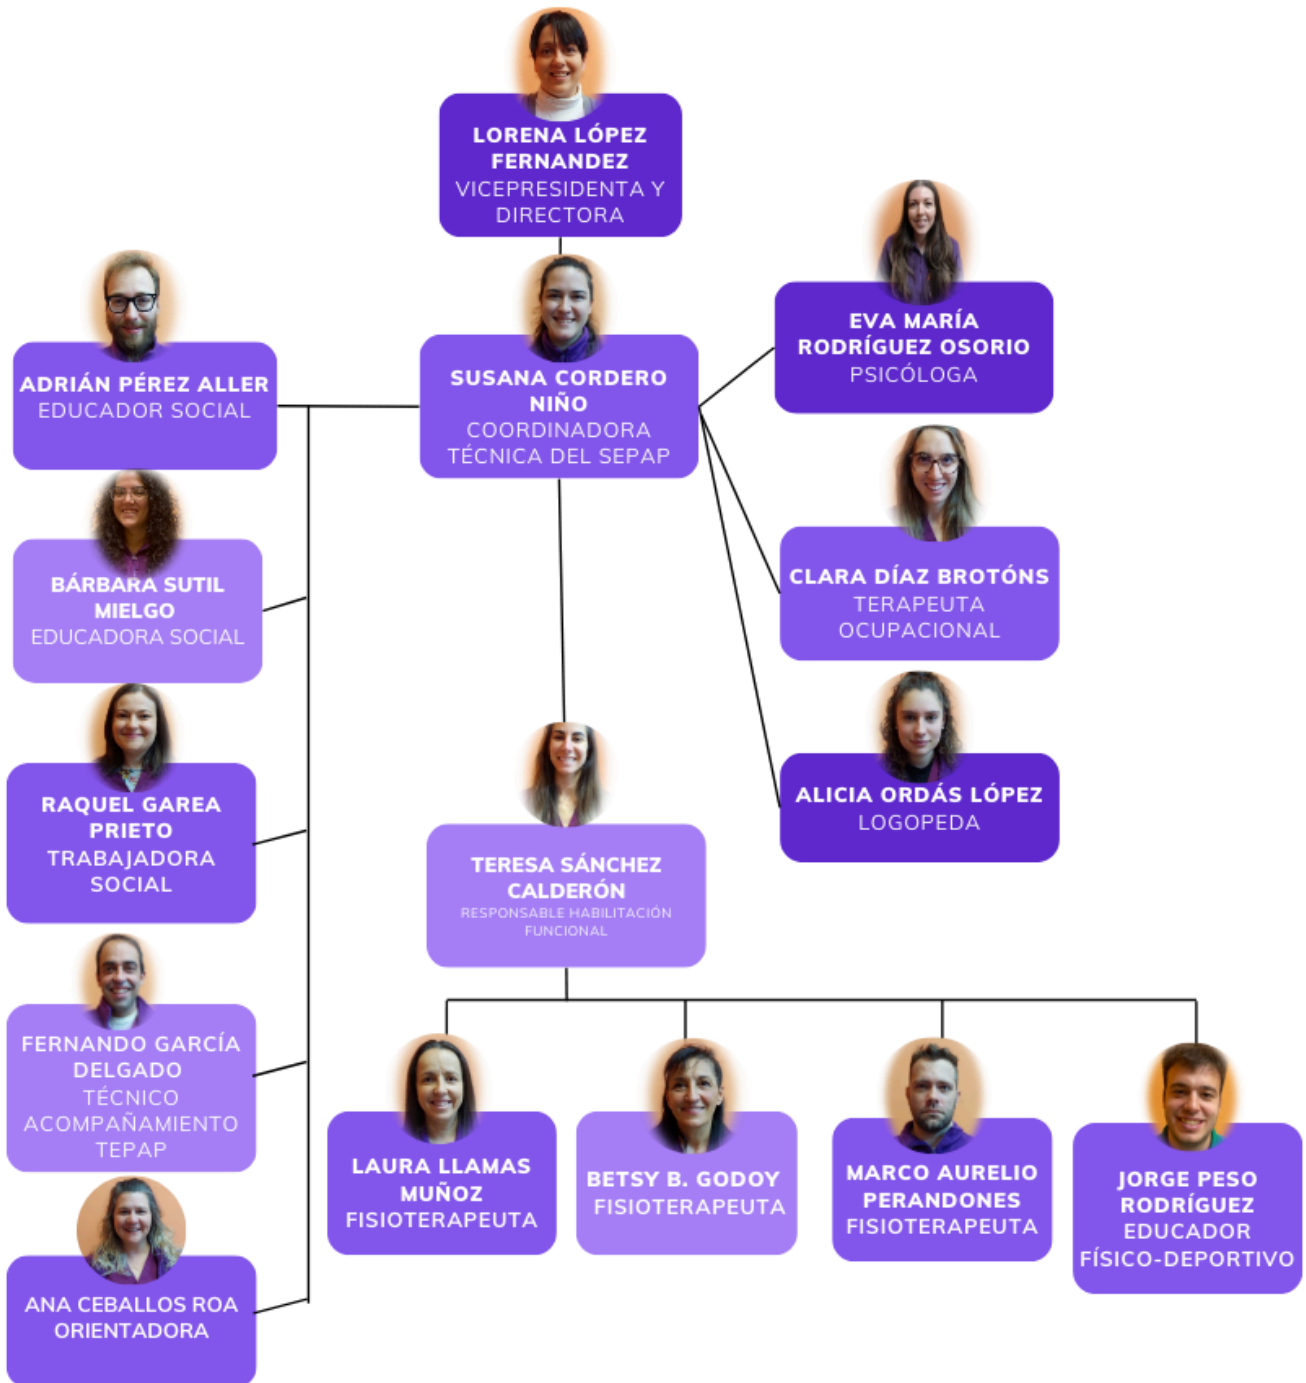 LORENA LÓPEZ
FERNANDEZ
VICEPRESIDENTA Y
DIRECTORA
SUSANA CORDERO
NIÑO
COORDINADORA
TÉCNICA DEL SEPAP
ADRIÁN PÉREZ ALLER
EDUCADOR SOCIAL
BÁRBARA SUTIL
MIELGO
EDUCADORA SOCIAL
RAQUEL GAREA
PRIETO
TRABAJADORA
SOCIAL
FERNANDO GARCÍA
DELGADO
TÉCNICO
ACOMPAÑAMIENTO
TEPAP
ANA CEBALLOS ROA
ORIENTADORA
EVA MARÍA
RODRÍGUEZ OSORIO
PSICÓLOGA
CLARA DÍAZ BROTÓNS
TERAPEUTA
OCUPACIONAL
ALICIA ORDÁS LÓPEZ
LOGOPEDA
TERESA SÁNCHEZ
CALDERÓN
RESPONSABLE HABILITACIÓN
FUNCIONAL
LAURA LLAMAS
MUÑOZ
FISIOTERAPEUTA
BETSY B. GODOY
FISIOTERAPEUTA
MARCO AURELIO
PERANDONES
FISIOTERAPEUTA
JORGE PESO
RODRÍGUEZ
EDUCADOR
FÍSICO-DEPORTIVO